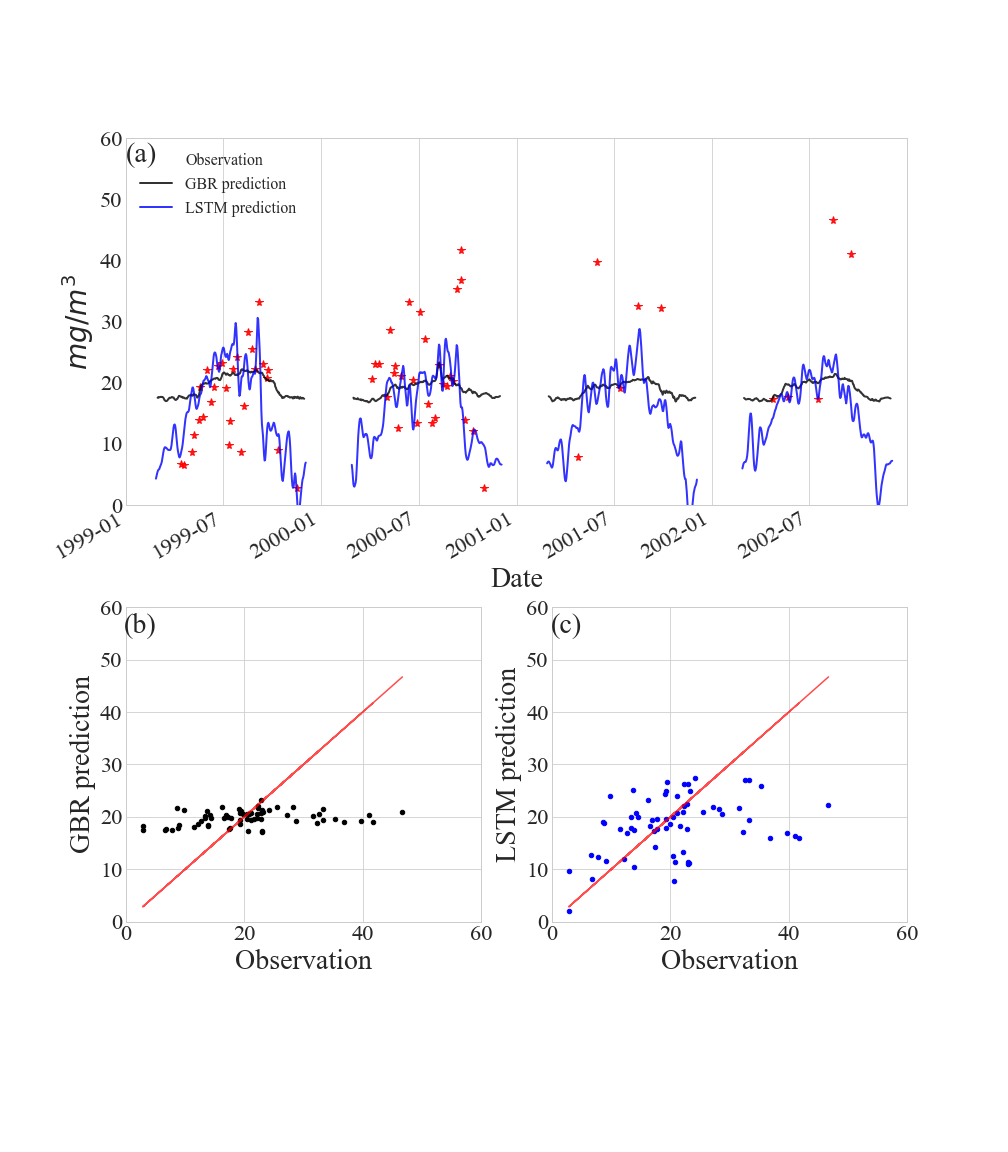 60
(a)
Observation
50
GBR prediction
LSTM prediction
40
mg/m³
30
20
10
0
1999-01
1999-07
2000-01
2000-07
2001-01
2001-07
2002-01
2002-07
Date
60
(b)
50
40
GBR prediction
30
20
10
0
0 20 40 60
Observation
60
(c)
50
40
LSTM prediction
30
20
10
0
0 20 40 60
Observation